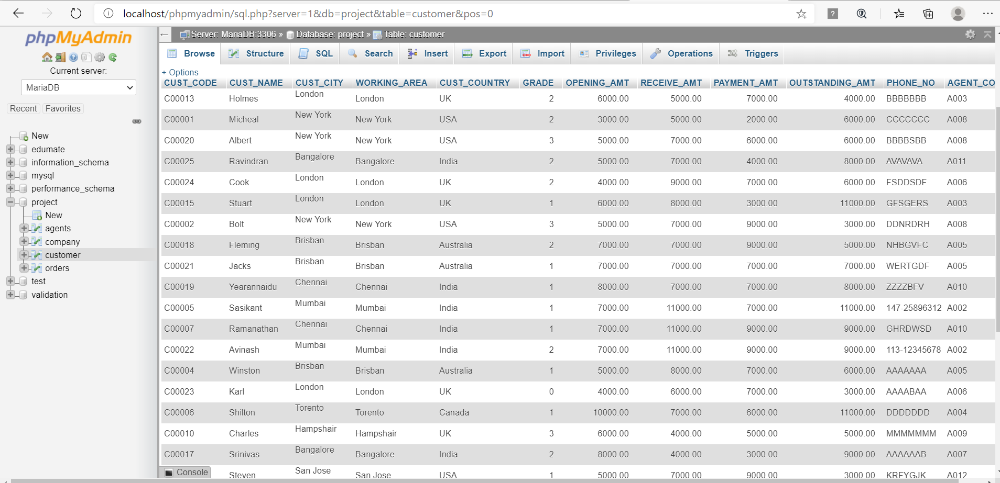 localhost/phpmyadmin/sql.php?server=1&db=project&table=customer&pos=0
phpMyAdmin
Current server:
MariaDB
Recent Favorites
New
edumate
information_schema
mysql
performance_schema
project
New
agents
company
customer
orders
test
validation
Server: MariaDB:3306 » Database: project » Table: customer
Browse Structure SQL Search Insert Export Import Privileges Operations Triggers
+ Options
CUST_CODE CUST_NAME CUST_CITY WORKING_AREA CUST_COUNTRY GRADE OPENING_AMT RECEIVE_AMT PAYMENT_AMT OUTSTANDING_AMT PHONE_NO AGENT_CO
C00013 Holmes London London UK 2 6000.00 5000.00 7000.00 4000.00 BBBBBBB A003
C00001 Micheal New York New York USA 2 3000.00 5000.00 2000.00 6000.00 CCCCCCC A008
C00020 Albert New York New York USA 3 5000.00 7000.00 6000.00 6000.00 BBBBSBB A008
C00025 Ravindran Bangalore Bangalore India 2 5000.00 7000.00 4000.00 8000.00 AVAVAVA A011
C00024 Cook London London UK 2 4000.00 9000.00 7000.00 6000.00 FSDDSDF A006
C00015 Stuart London London UK 1 6000.00 8000.00 3000.00 11000.00 GFSGERS A003
C00002 Bolt New York New York USA 3 5000.00 7000.00 9000.00 3000.00 DDNRDRH A008
C00018 Fleming Brisban Brisban Australia 2 7000.00 7000.00 9000.00 5000.00 NHBGVFC A005
C00021 Jacks Brisban Brisban Australia 1 7000.00 7000.00 7000.00 7000.00 WERTGDF A005
C00019 Yearannaidu Chennai Chennai India 1 8000.00 7000.00 7000.00 8000.00 ZZZZBFV A010
C00005 Sasikant Mumbai Mumbai India 1 7000.00 11000.00 7000.00 11000.00 147-25896312 A002
C00007 Ramanathan Chennai Chennai India 1 7000.00 11000.00 9000.00 9000.00 GHRDWSD A010
C00022 Avinash Mumbai Mumbai India 2 7000.00 11000.00 9000.00 9000.00 113-12345678 A002
C00004 Winston Brisban Brisban Australia 1 5000.00 8000.00 7000.00 6000.00 AAAAAAA A005
C00023 Karl London London UK 0 4000.00 6000.00 7000.00 3000.00 AAAABAA A006
C00006 Shilton Torento Torento Canada 1 10000.00 7000.00 6000.00 11000.00 DDDDDDD A004
C00010 Charles Hampshair Hampshair UK 3 6000.00 4000.00 5000.00 5000.00 MMMMMMM A009
C00017 Srinivas Bangalore Bangalore India 2 8000.00 4000.00 3000.00 9000.00 AAAAAAB A007
Steven San Jose San Jose USA 1 5000.00 7000.00 9000.00 3000.00 KRFYGJK A012
Console